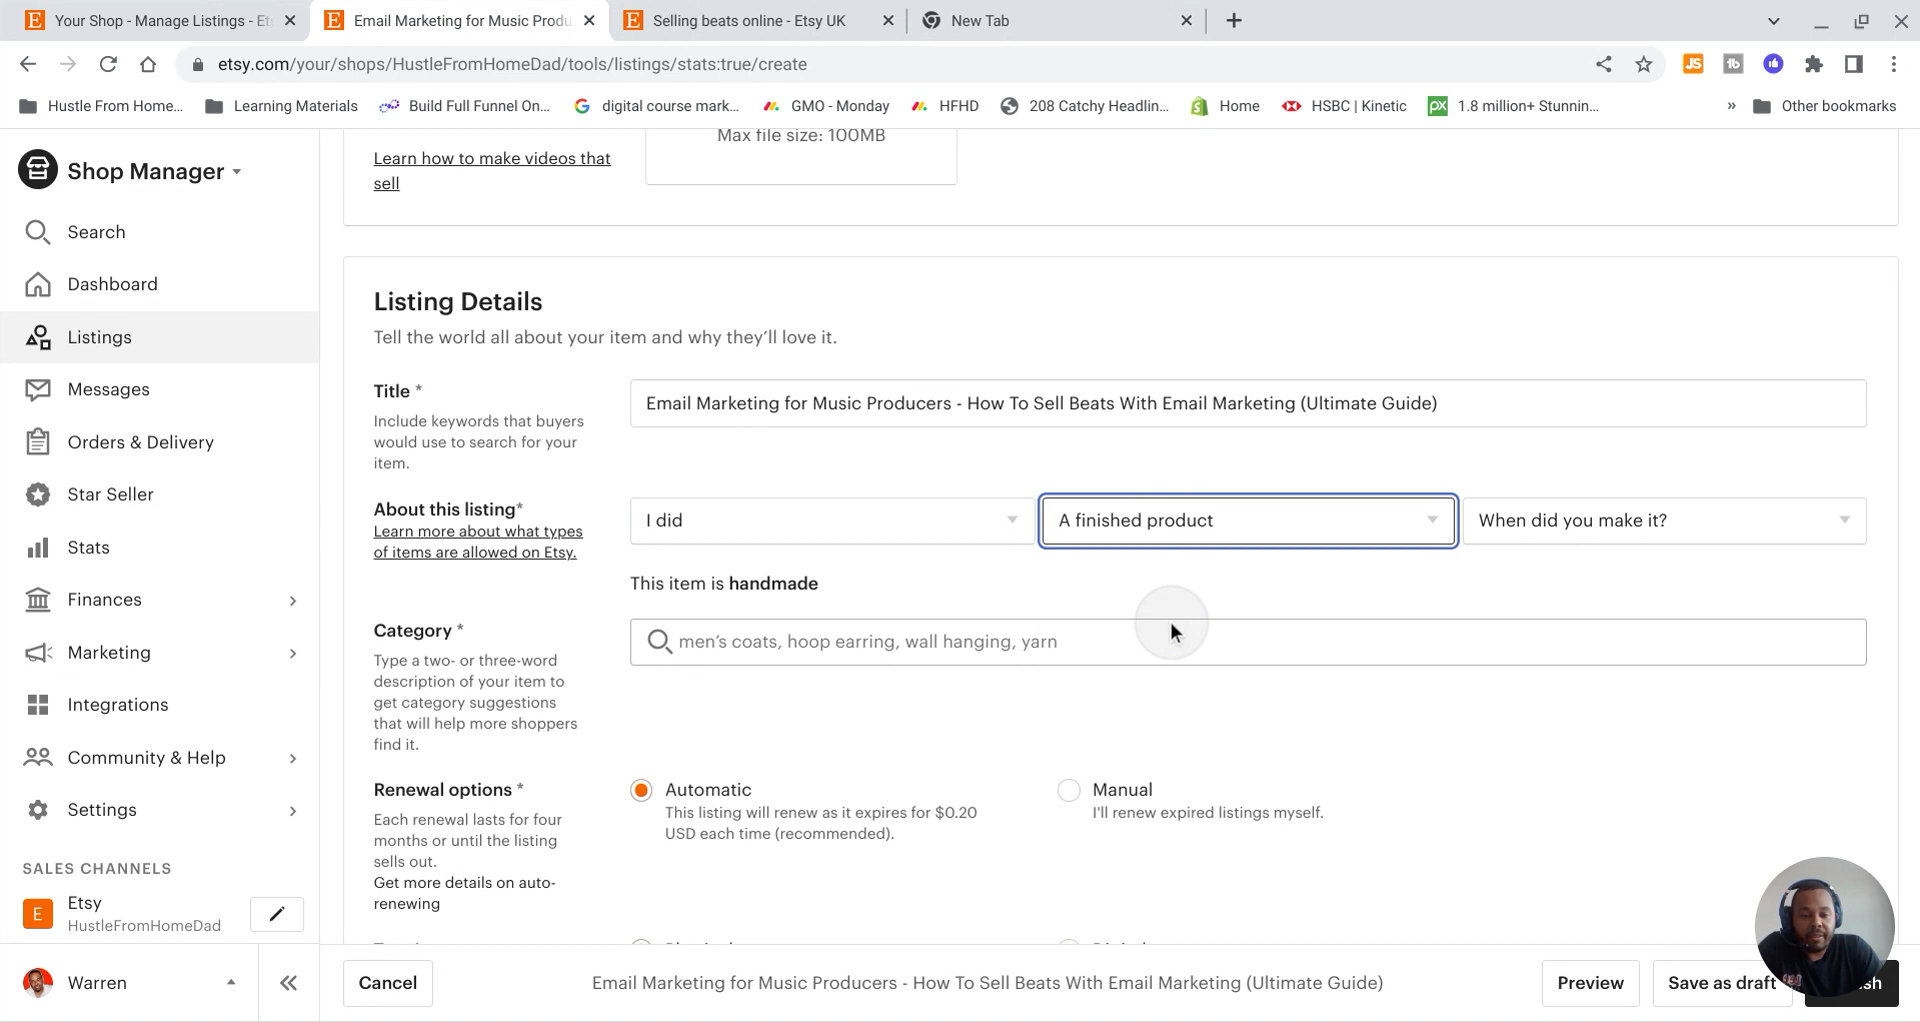 Your Shop - Manage Listings - Et
Email Marketing for Music Produ
Selling beats online - Etsy UK
New Tab
etsy.com/your/shops/HustleFromHomeDad/tools/listings/stats:true/create
Hustle From Home...
Learning Materials
Build Full Funnel On...
digital course mark...
GMO - Monday
HFHD
208 Catchy Headlin...
Home
HSBC | Kinetic
1.8 million+ Stunnin...
Other bookmarks
Shop Manager
Search
Dashboard
Listings
Messages
Orders & Delivery
Star Seller
Stats
Finances
Marketing
Integrations
Community & Help
Settings
SALES CHANNELS
E
Etsy
HustleFromHomeDad
Warren
Max file size: 100MB
Learn how to make videos that
sell
Listing Details
Tell the world all about your item and why they'll love it.
Title *
Include keywords that buyers
would use to search for your
item.
Email Marketing for Music Producers - How To Sell Beats With Email Marketing (Ultimate Guide)
About this listing*
Learn more about what types
of items are allowed on Etsy.
I did
A finished product
When did you make it?
This item is handmade
Category *
Type a two- or three-word
description of your item to
get category suggestions
that will help more shoppers
find it.
men's coats, hoop earring, wall hanging, yarn
Renewal options *
Each renewal lasts for four
months or until the listing
sells out.
Get more details on auto-
renewing
Automatic
This listing will renew as it expires for $0.20
USD each time (recommended).
Manual
I'll renew expired listings myself.
Cancel
Email Marketing for Music Producers - How To Sell Beats With Email Marketing (Ultimate Guide)
Preview
Save as draft